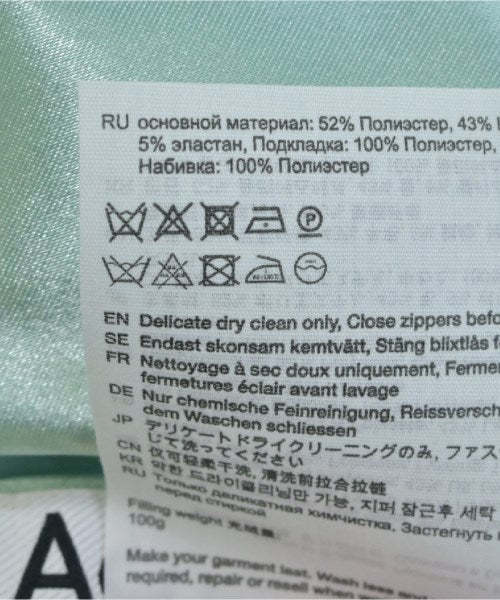 RU основной материал: 52% Полиэстер, 43%
5% эластан, Подкладка: 100% Полиэстер,
Набивка: 100% Полиэстер
P
EN Delicate dry clean only, Close zippers befo
SE Endast skonsam kemtvätt, Stäng blixtlås f
FR Nettoyage à sec doux uniquement, Fermer
fermetures éclair avant lavage
DE Nur chemische Feinreinigung, Reissversch
dem Waschen schliessen
JP デリケートドライクリーニングのみ, ファス
じて洗ってください
CN 仅可轻柔干洗, 清洗前拉合拉链
KR 약한 드라이클리닝만 가능, 지퍼 잠근후 세탁
RU Только деликатная химчистка, Застегнуть
перед стиркой
Filling weight 充绒量
100g
Make your garment last. Wash less and
required, repair or resell when
A